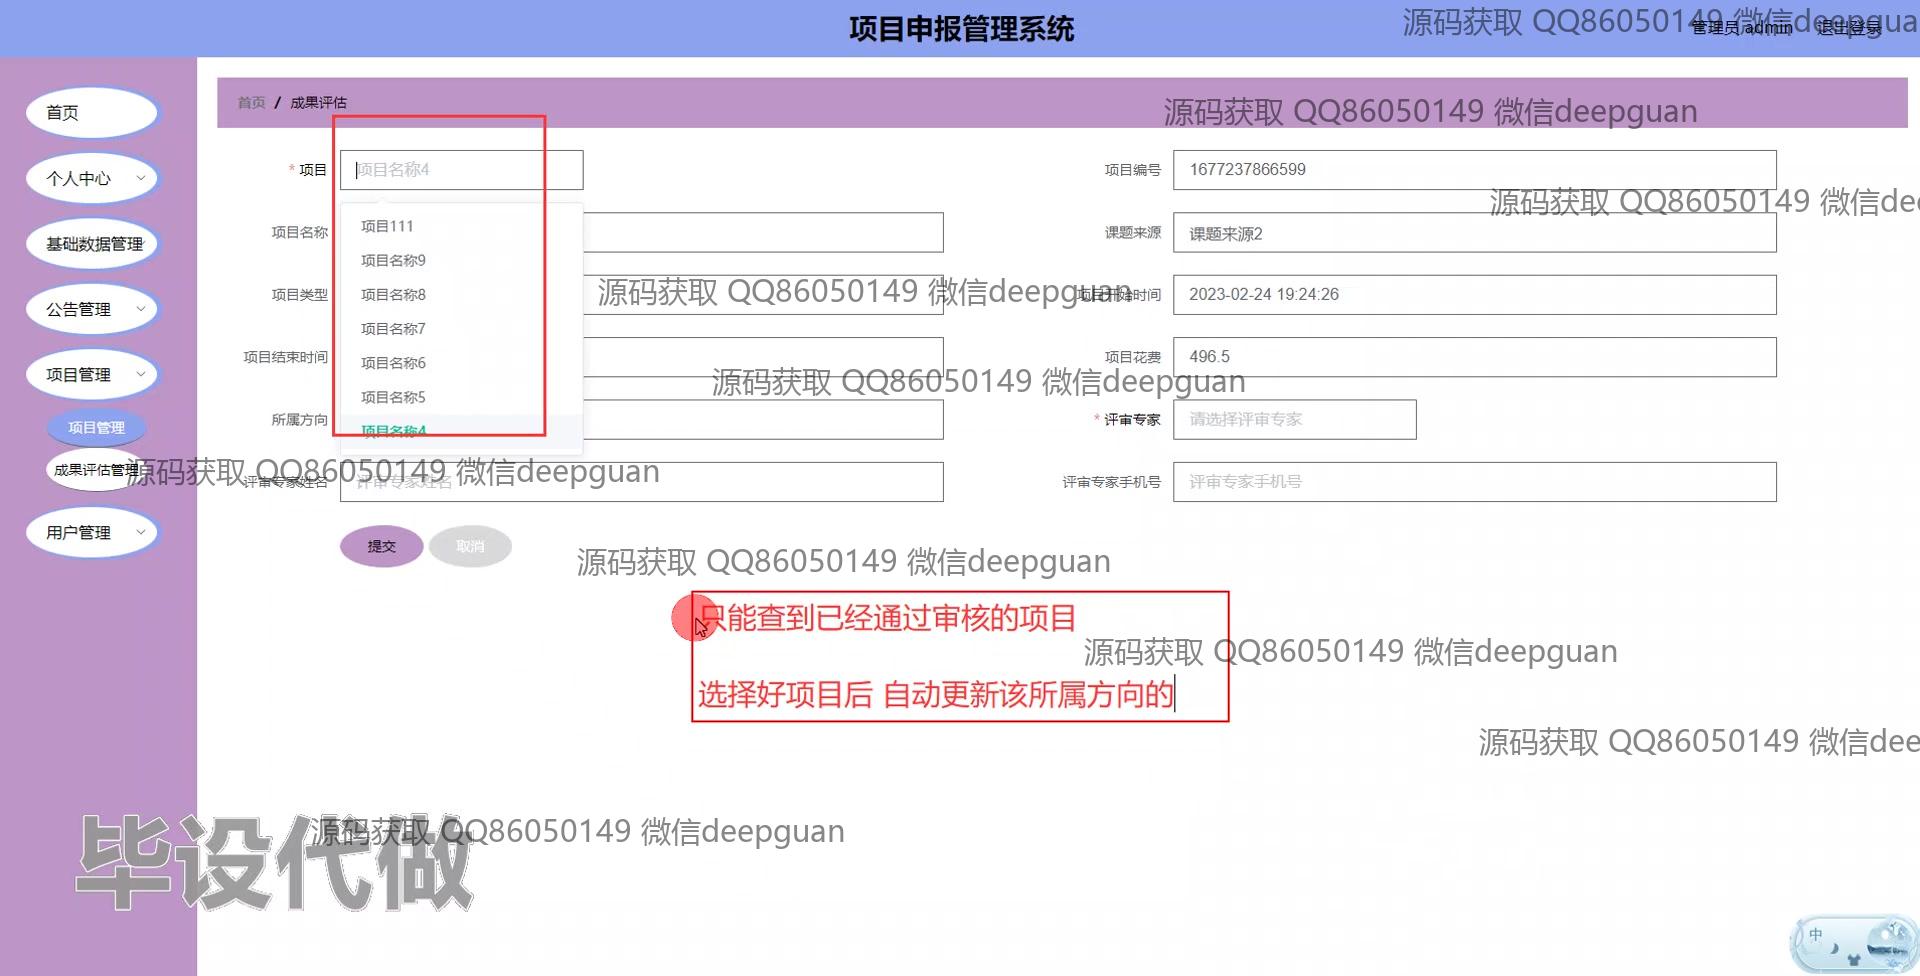 项目申报管理系统
管理员 admin
退出登录
源码获取 QQ86050149 微信deepgua
首页
个人中心
基础数据管理
公告管理
项目管理
项目管理
成果评估管理
用户管理
首页 / 成果评估
源码获取 QQ86050149 微信deepguan
* 项目
项目名称4
项目编号
1677237866599
源码获取 QQ86050149 微信dee
项目111
项目名称9
项目名称8
项目名称7
项目名称6
项目名称5
项目名称4
项目名称
课题来源
课题来源2
项目类型
源码获取 QQ86050149 微信deepguan
项目开始时间
2023-02-24 19:24:26
项目结束时间
项目花费
496.5
源码获取 QQ86050149 微信deepguan
所属方向
* 评审专家
请选择评审专家
源码获取 QQ86050149 微信deepguan
评审专家姓名
评审专家姓名
评审专家手机号
评审专家手机号
提交
取消
源码获取 QQ86050149 微信deepguan
只能查到已经通过审核的项目
源码获取 QQ86050149 微信deepguan
选择好项目后 自动更新该所属方向的
源码获取 QQ86050149 微信dee
毕设代做
源码获取 QQ86050149 微信deepguan
中